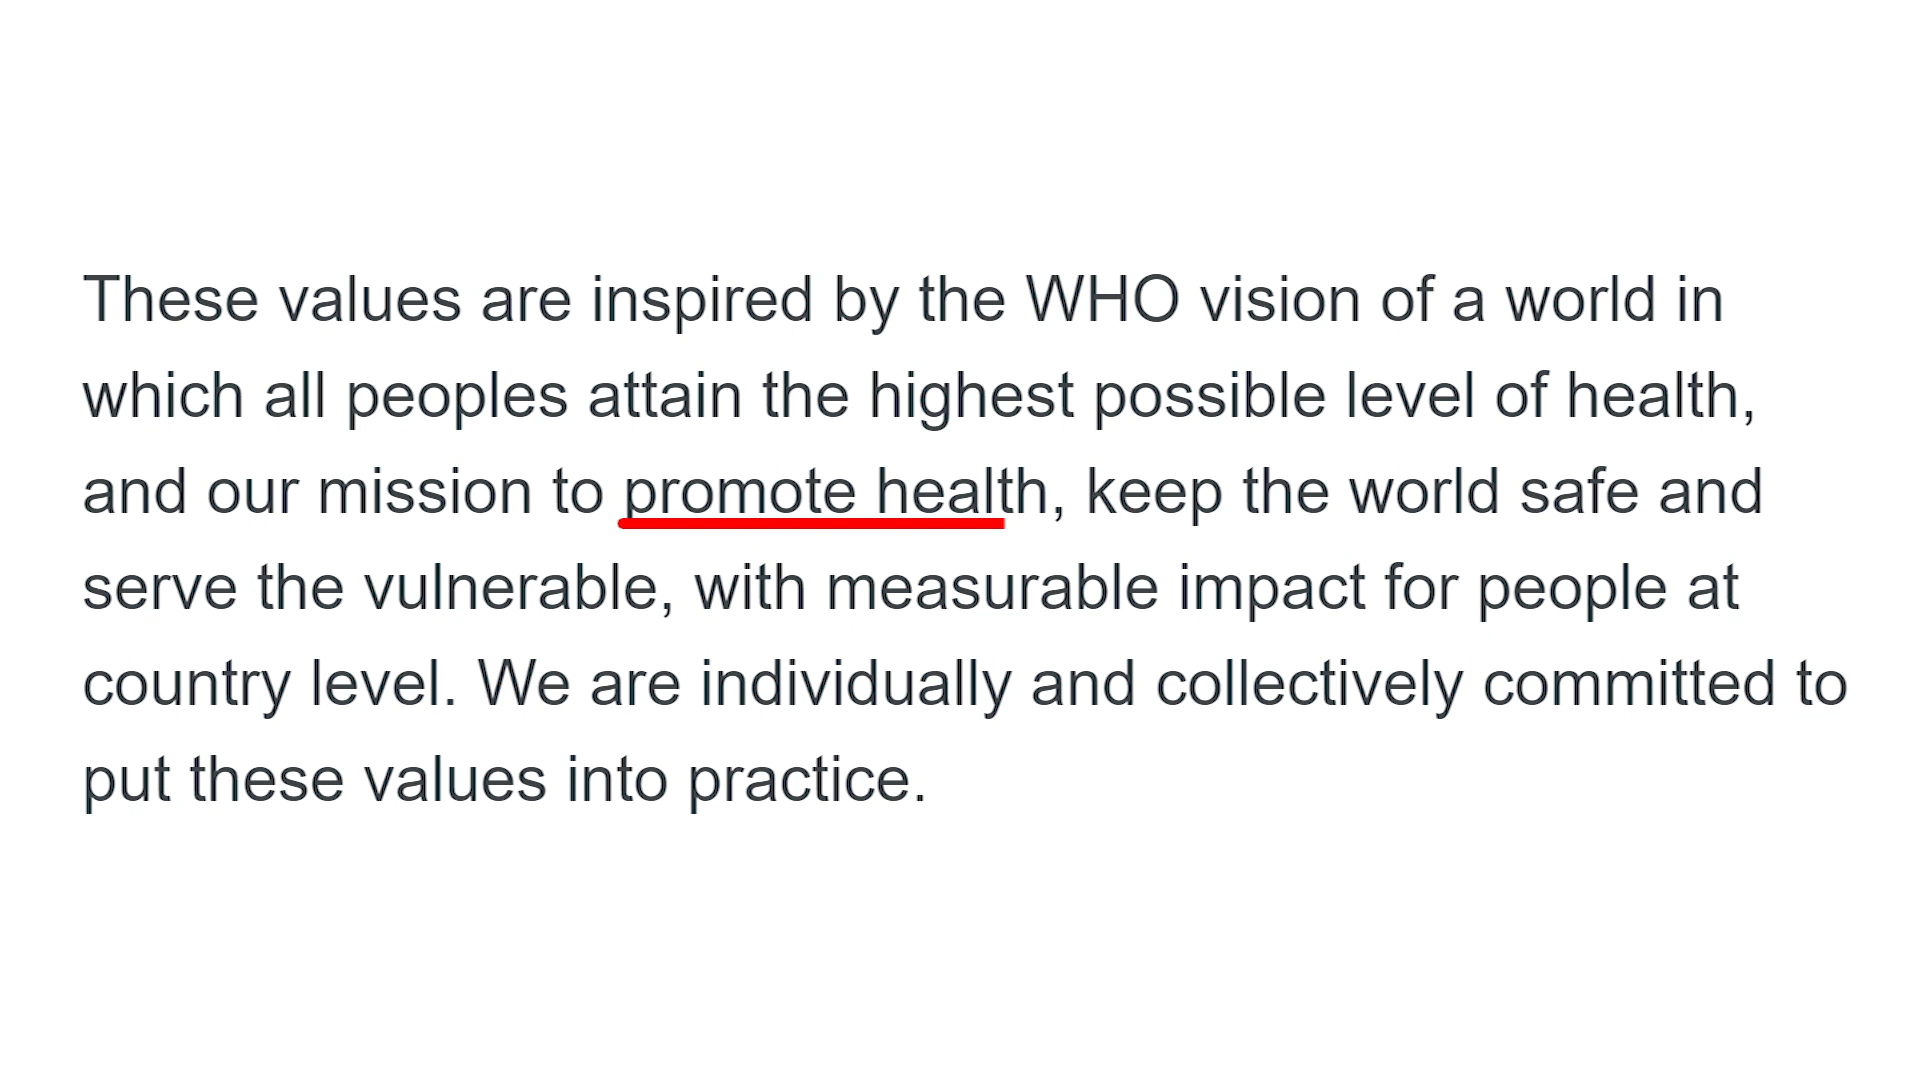 These values are inspired by the WHO vision of a world in
which all peoples attain the highest possible level of health,
and our mission to promote health, keep the world safe and
serve the vulnerable, with measurable impact for people at
country level. We are individually and collectively committed to
put these values into practice.